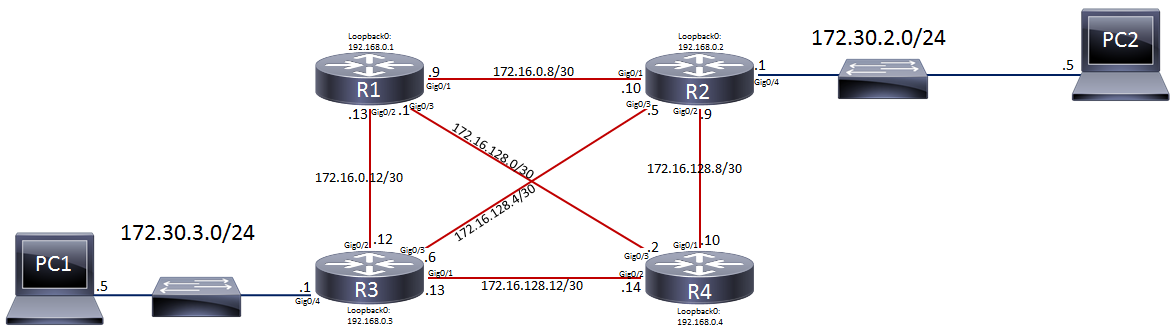 Loopback0:
192.168.0.1
R1
.9
Gig0/1
172.16.0.8/30
Gig0/1
.10
Loopback0:
192.168.0.2
R2
.1
Gig0/4
172.30.2.0/24
.5
PC2
.13
Gig0/2
.1
Gig0/3
Gig0/3
.5
Gig0/2
.9
172.16.128.0/30
172.16.128.4/30
172.16.128.8/30
172.16.0.12/30
172.30.3.0/24
PC1
.5
.1
Gig0/4
Gig0/2
.12
Gig0/3
.6
R3
Gig0/1
.13
Loopback0:
192.168.0.3
172.16.128.12/30
.2
Gig0/3
Gig0/1
.10
Gig0/2
.14
R4
Loopback0:
192.168.0.4